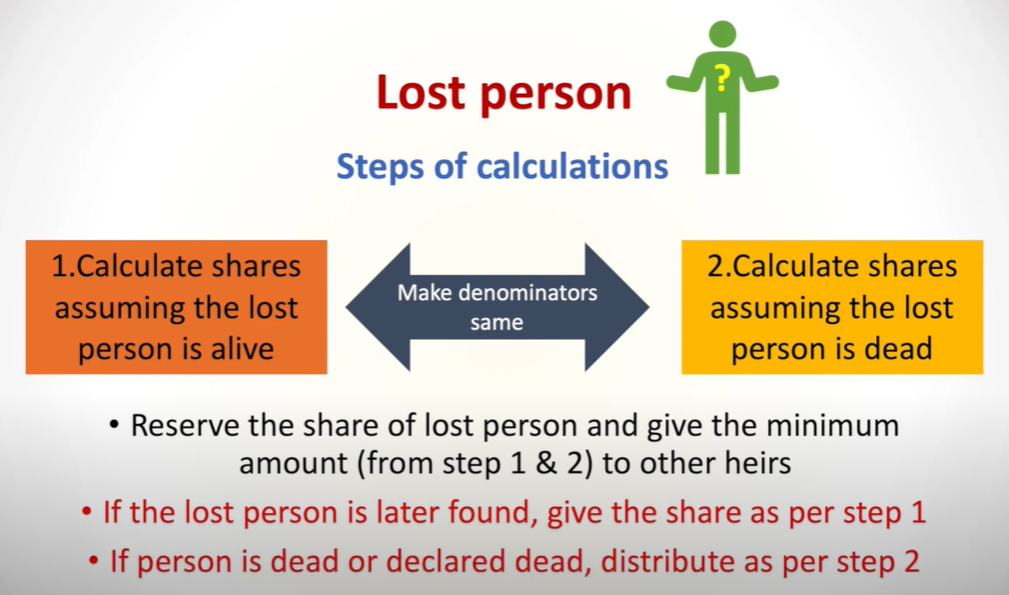 ?
Lost person
Steps of calculations
1.Calculate shares
assuming the lost
person is alive
Make denominators
same
2.Calculate shares
assuming the lost
person is dead
• Reserve the share of lost person and give the minimum
amount (from step 1 & 2) to other heirs
• If the lost person is later found, give the share as per step 1
• If person is dead or declared dead, distribute as per step 2